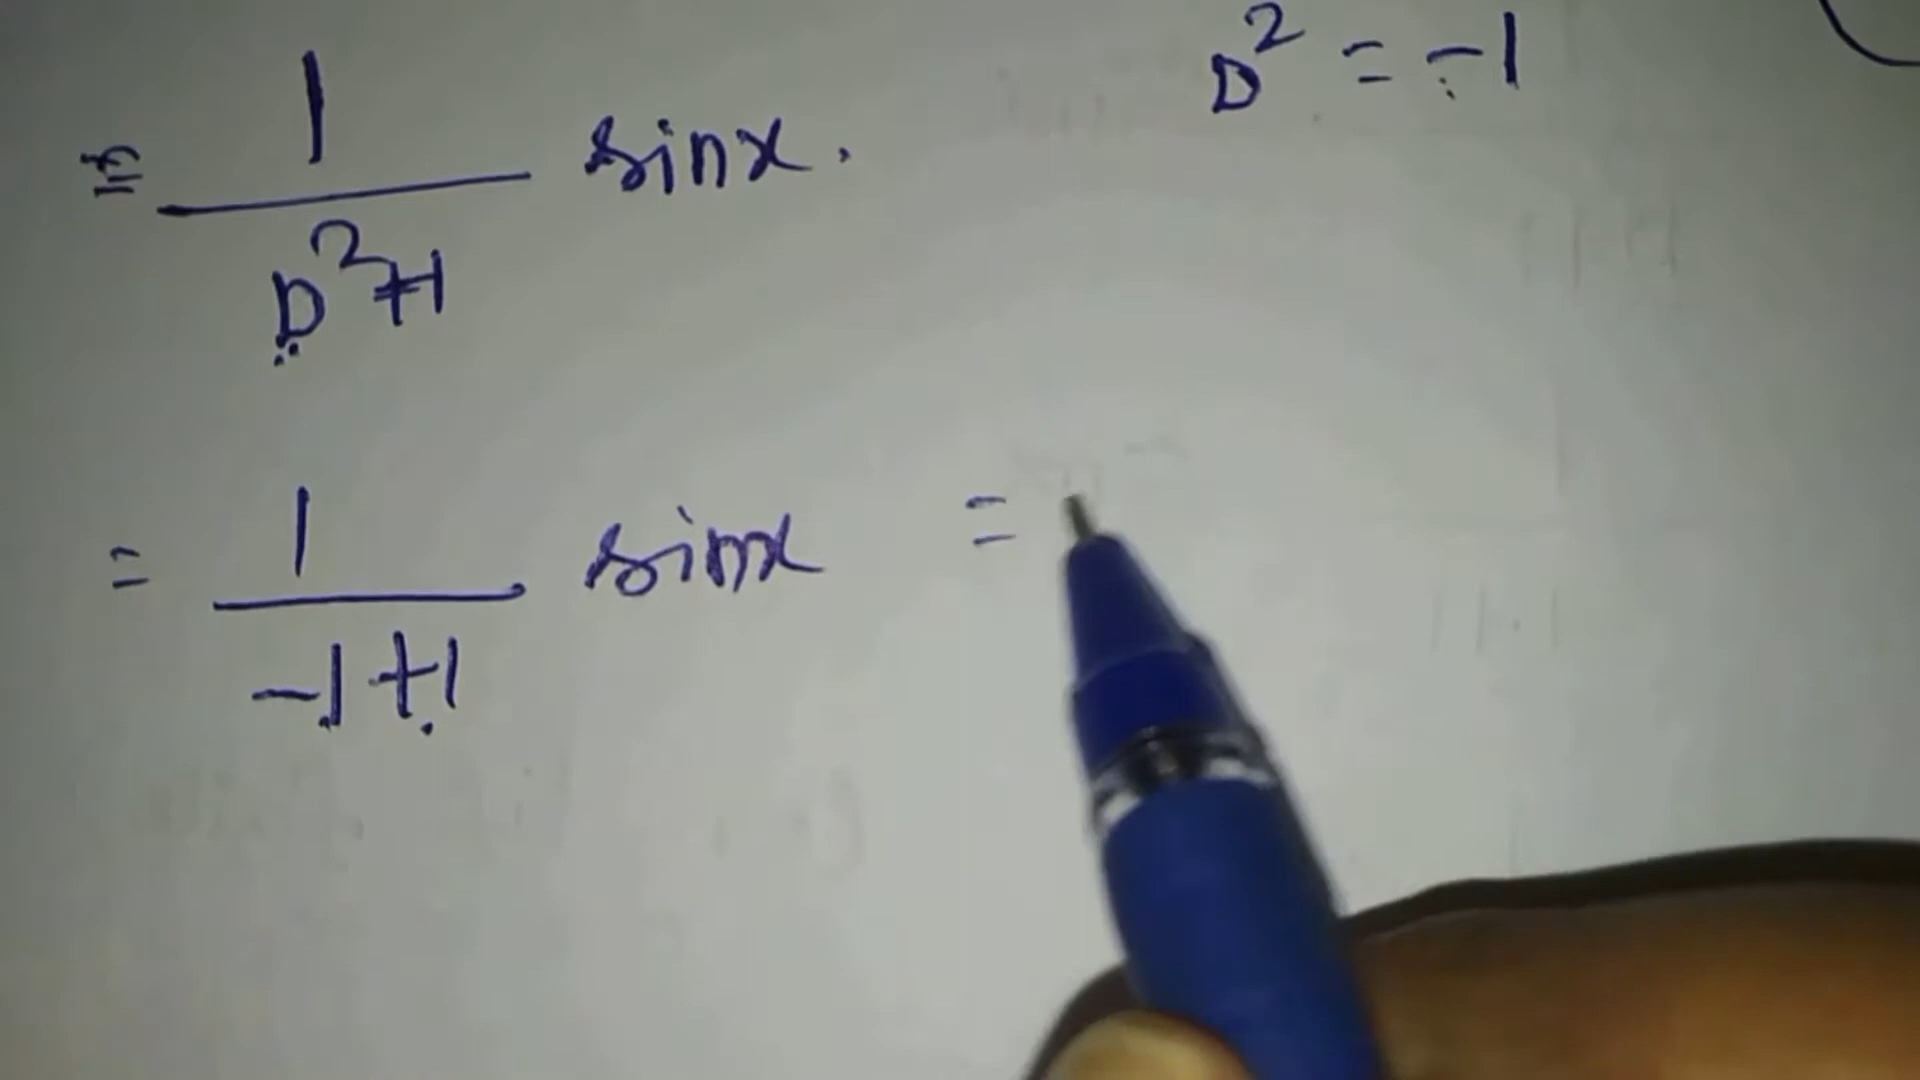 D² = -1
= 1/(D²+1) sinx.
= 1/(-1+1) sinx =